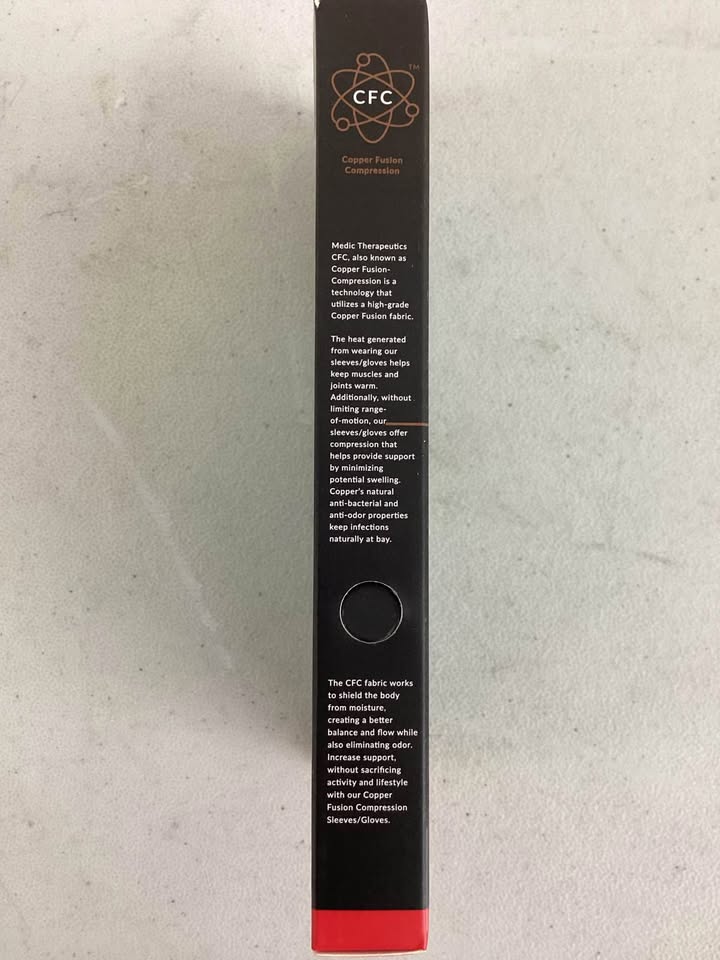 CFC
TM
Copper Fusion
Compression
Medic Therapeutics
CFC, also known as
Copper Fusion-
Compression is a
technology that
utilizes a high-grade
Copper Fusion fabric.
The heat generated
from wearing our
sleeves/gloves helps
keep muscles and
joints warm.
Additionally, without
limiting range-
of-motion, our
sleeves/gloves offer
compression that
helps provide support
by minimizing
potential swelling.
Copper's natural
anti-bacterial and
anti-odor properties
keep infections
naturally at bay.
The CFC fabric works
to shield the body
from moisture,
creating a better
balance and flow while
also eliminating odor.
Increase support,
without sacrificing
activity and lifestyle
with our Copper
Fusion Compression
Sleeves/Gloves.